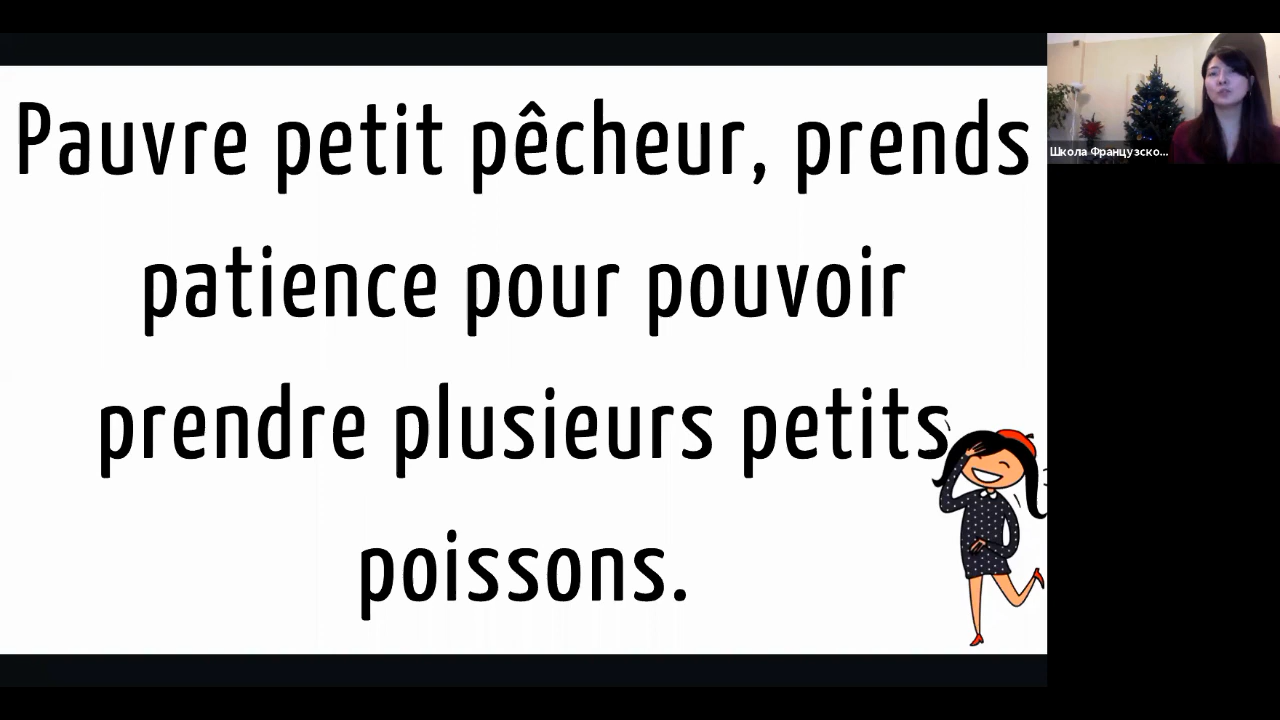 Pauvre petit pêcheur, prends
patience pour pouvoir
prendre plusieurs petits
poissons.
Школа Французско...